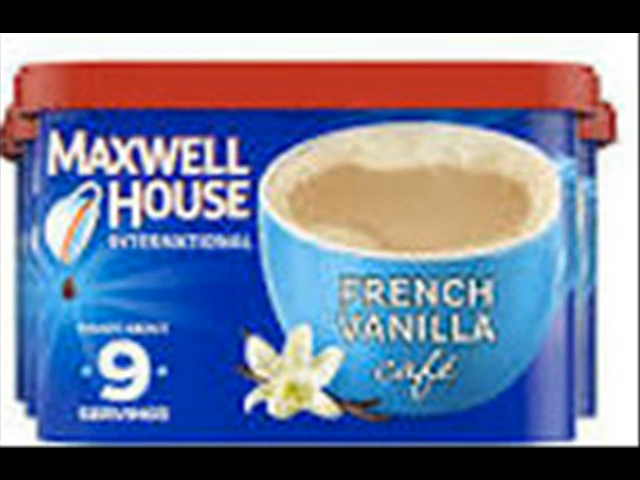 MAXWELL
HOUSE
INTERNATIONAL
FRENCH
VANILLA
café
9
SERVINGS